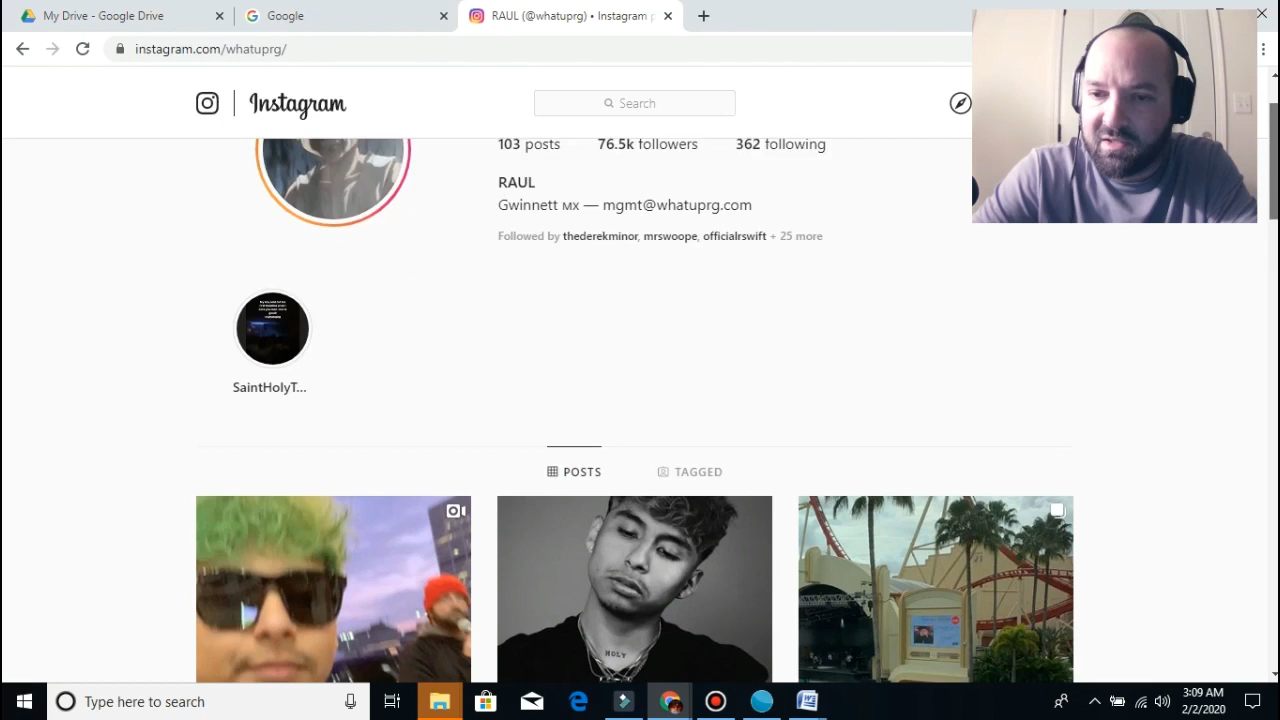 My Drive - Google Drive
Google
RAUL (@whatuprg) • Instagram p
instagram.com/whatuprg/
Instagram
Search
103 posts 76.5k followers 362 following
RAUL
Gwinnett ᴍx — mgmt@whatuprg.com
Followed by thederekminor, mrswoope, officialrswift + 25 more
SaintHolyT...
POSTS TAGGED
HOLY
Type here to search
3:09 AM
2/2/2020